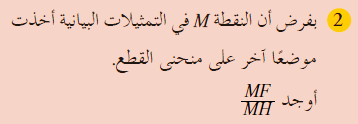 2 بفرض أن النقطة M في التمثيلات البيانية أخذت
موضعًا آخر على منحنى القطع.
أوجد MF/MH